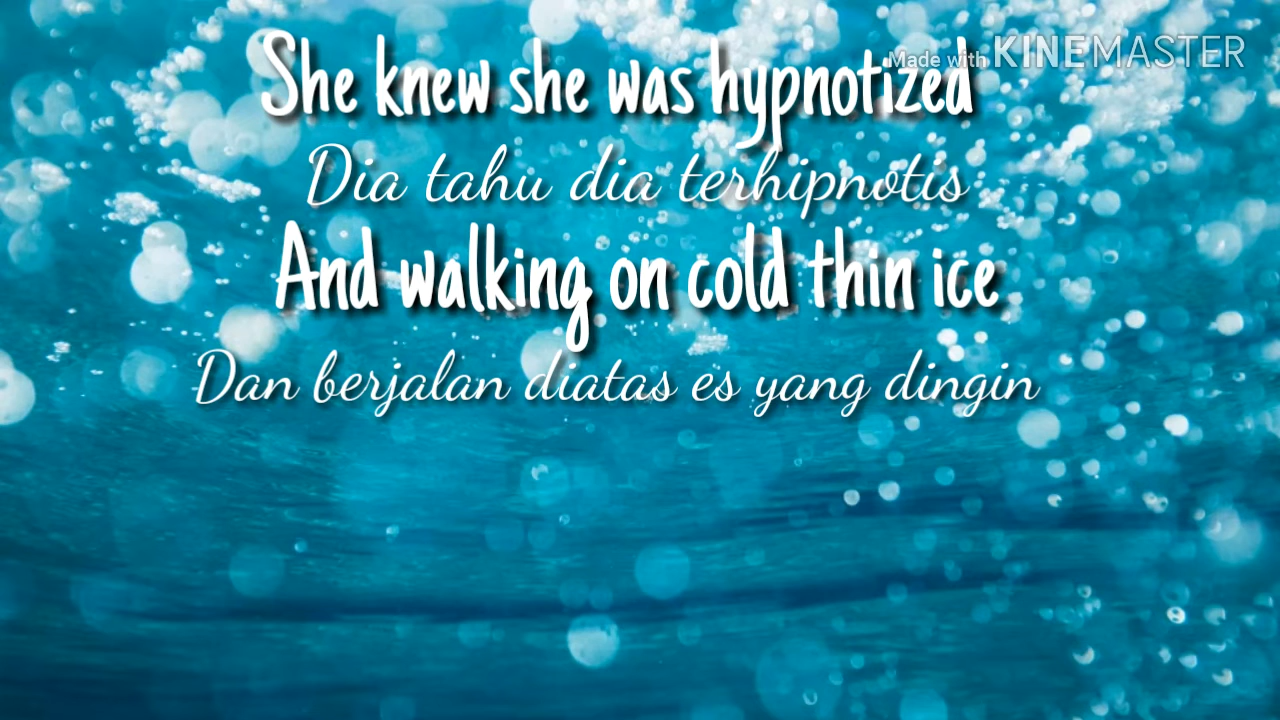 Made with KINEMASTER
She knew she was hypnotized
Dia tahu dia terhipnotis
And walking on cold thin ice
Dan berjalan diatas es yang dingin